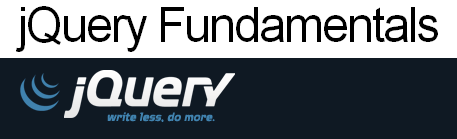 jQuery Fundamentals
jQuery
write less, do more.